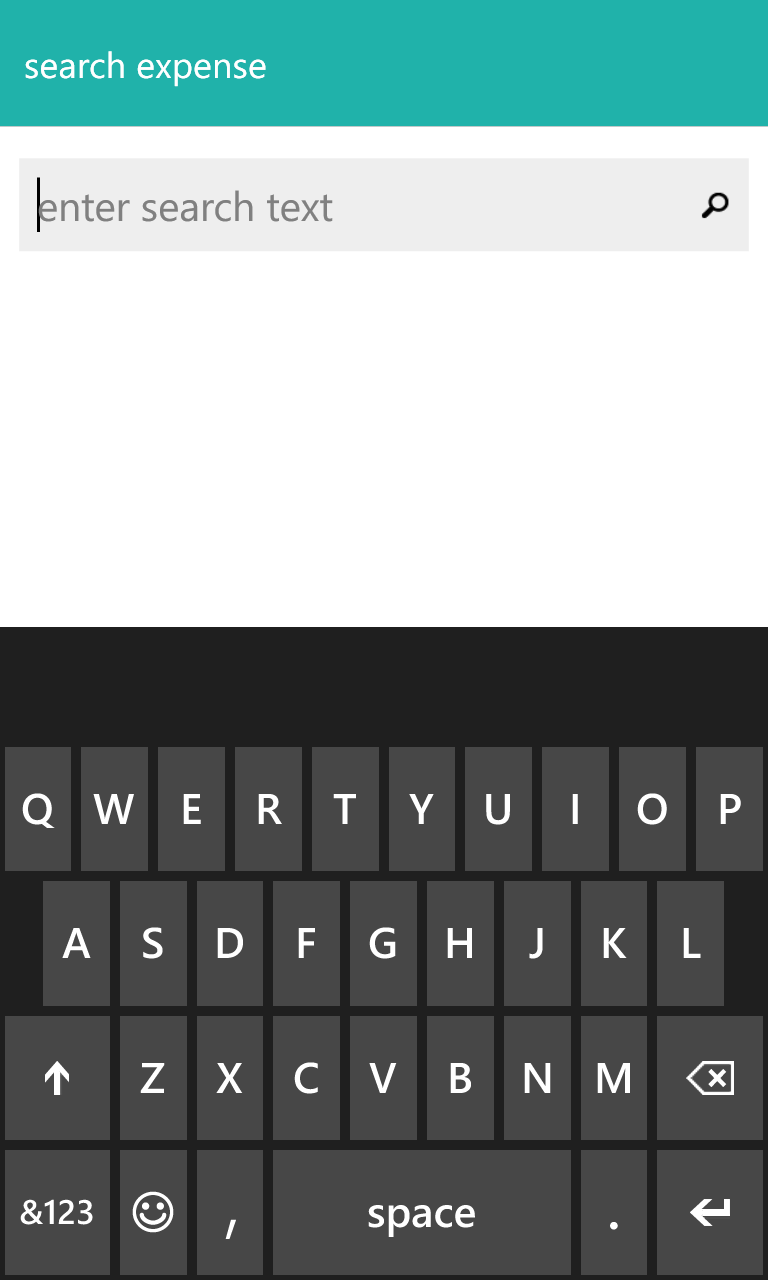 search expense
enter search text
Q W E R T Y U I O P
A S D F G H J K L
Z X C V B N M
&123 , space .